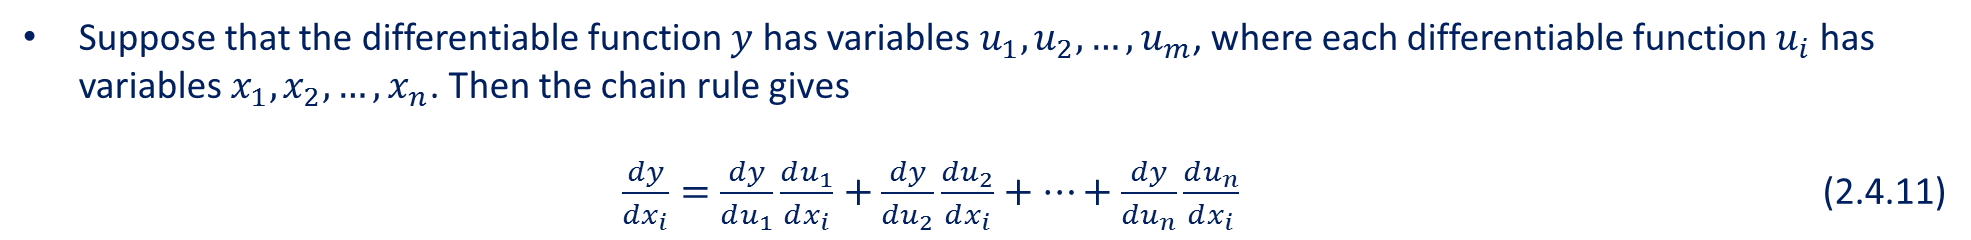 • Suppose that the differentiable function y has variables u₁, u₂, …, uₘ, where each differentiable function uᵢ has
variables x₁, x₂, …, xₙ. Then the chain rule gives
dy/dxᵢ = dy/du₁ du₁/dxᵢ + dy/du₂ du₂/dxᵢ + ⋯ + dy/duₙ duₙ/dxᵢ (2.4.11)